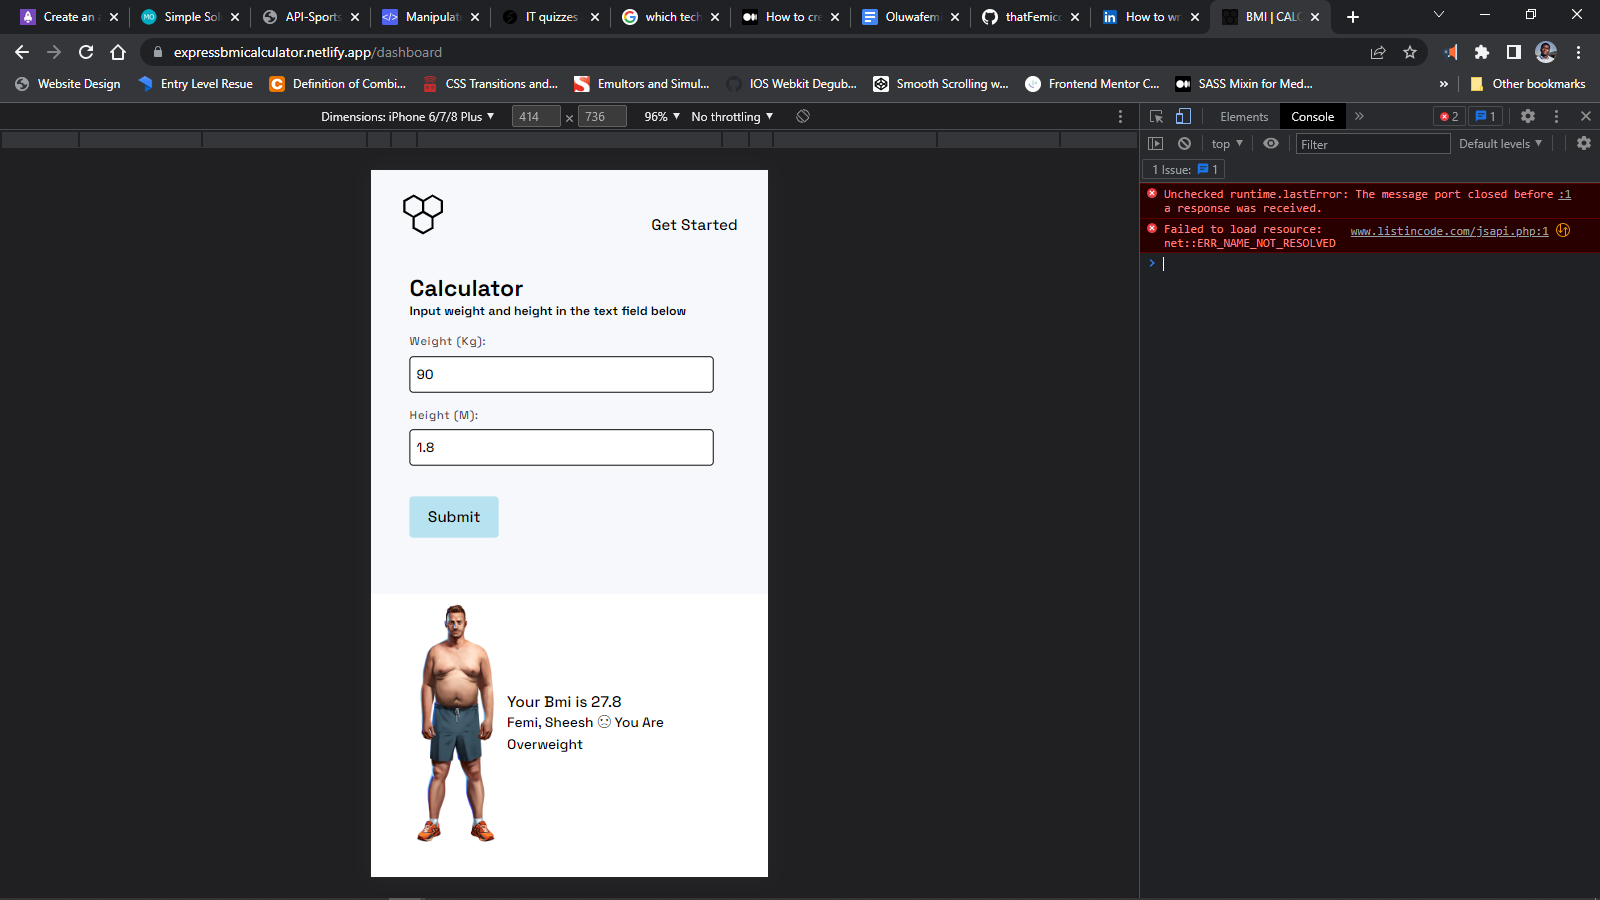 Create an a
Simple Sol
API-Sports
Manipulat
IT quizzes
which tech
How to cre
Oluwafemi
thatFemico
How to wr
BMI | CALC
expressbmicalculator.netlify.app/dashboard
Website Design
Entry Level Resue
Definition of Combi...
CSS Transitions and...
Emultors and Simul...
IOS Webkit Degub...
Smooth Scrolling w...
Frontend Mentor C...
SASS Mixin for Med...
»
Other bookmarks
Dimensions: iPhone 6/7/8 Plus ▼ 414 × 736 96% ▼ No throttling ▼
Elements Console » 2 1
top ▼ Filter Default levels ▼
1 Issue: 1
Unchecked runtime.lastError: The message port closed before :1
a response was received.
Failed to load resource: www.listincode.com/jsapi.php:1
net::ERR_NAME_NOT_RESOLVED
Get Started
Calculator
Input weight and height in the text field below
Weight (Kg):
90
Height (M):
1.8
Submit
Your Bmi is 27.8
Femi, Sheesh 🙁 You Are
Overweight